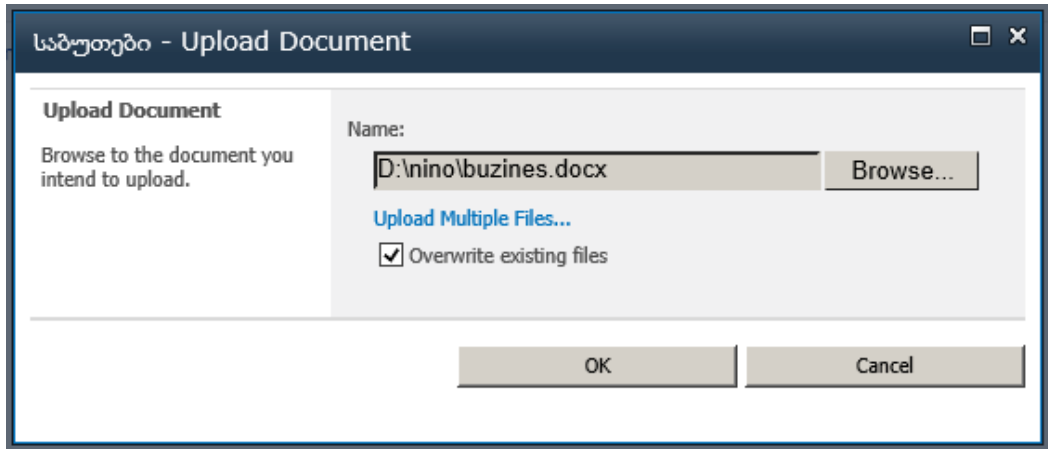 საბუთები - Upload Document
Upload Document
Browse to the document you
intend to upload.
Name:
D:\nino\buzines.docx
Browse...
Upload Multiple Files...
Overwrite existing files
OK
Cancel